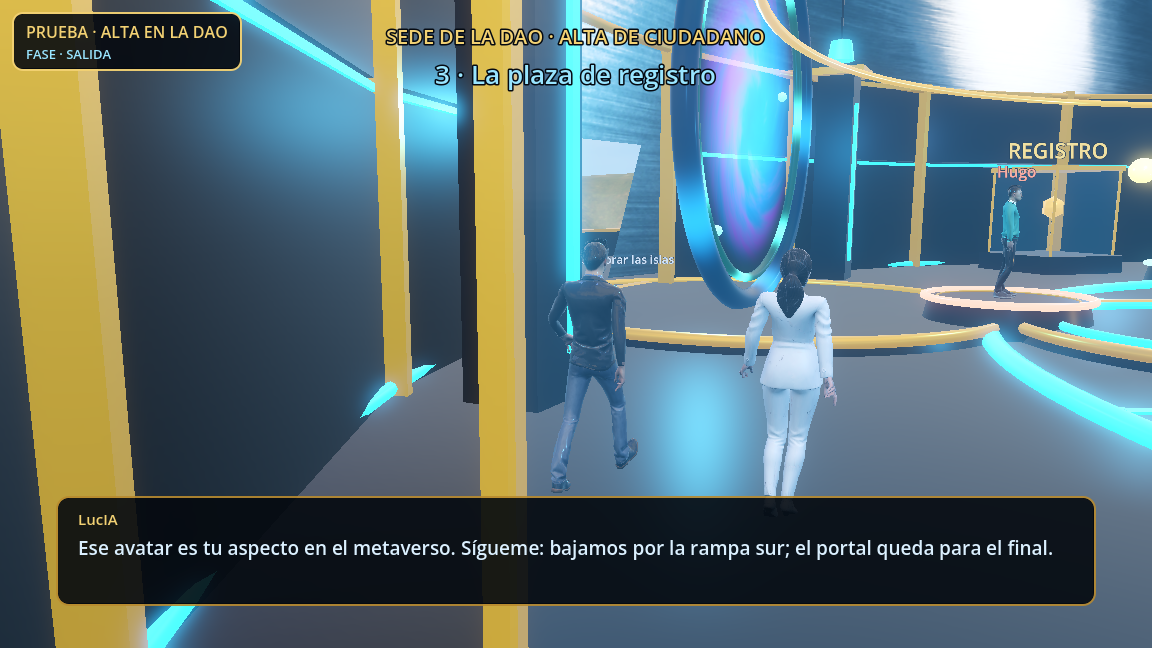 PRUEBA · ALTA EN LA DAO
FASE · SALIDA
SEDE DE LA DAO · ALTA DE CIUDADANO
3 · La plaza de registro
REGISTRO
Hugo
las islas
LucIA
Ese avatar es tu aspecto en el metaverso. Sígueme: bajamos por la rampa sur; el portal queda para el final.